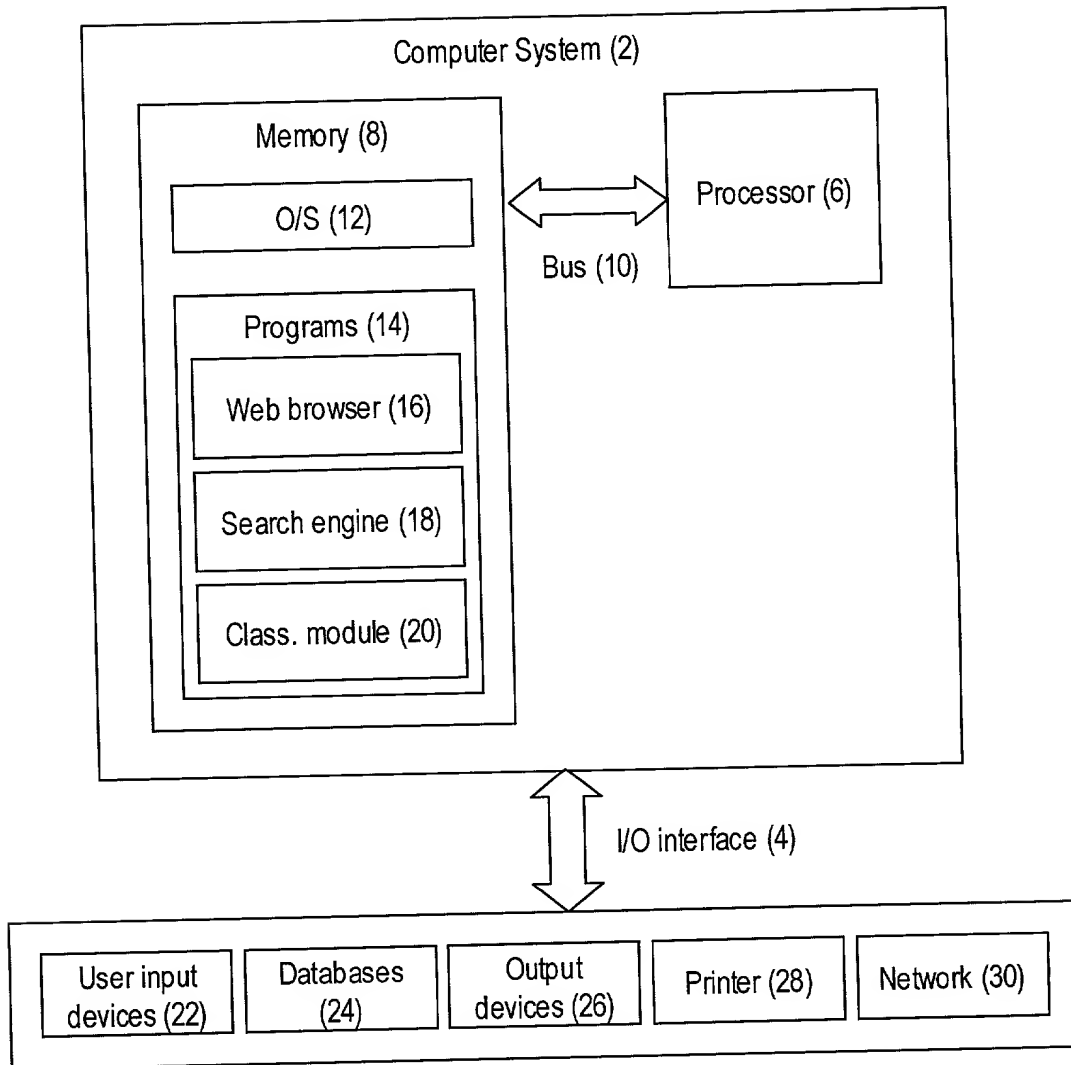 Computer System (2)
Memory (8)
O/S (12)
Programs (14)
Web browser (16)
Search engine (18)
Class. module (20)
Bus (10)
Processor (6)
I/O interface (4)
User input
devices (22)
Databases
(24)
Output
devices (26)
Printer (28)
Network (30)